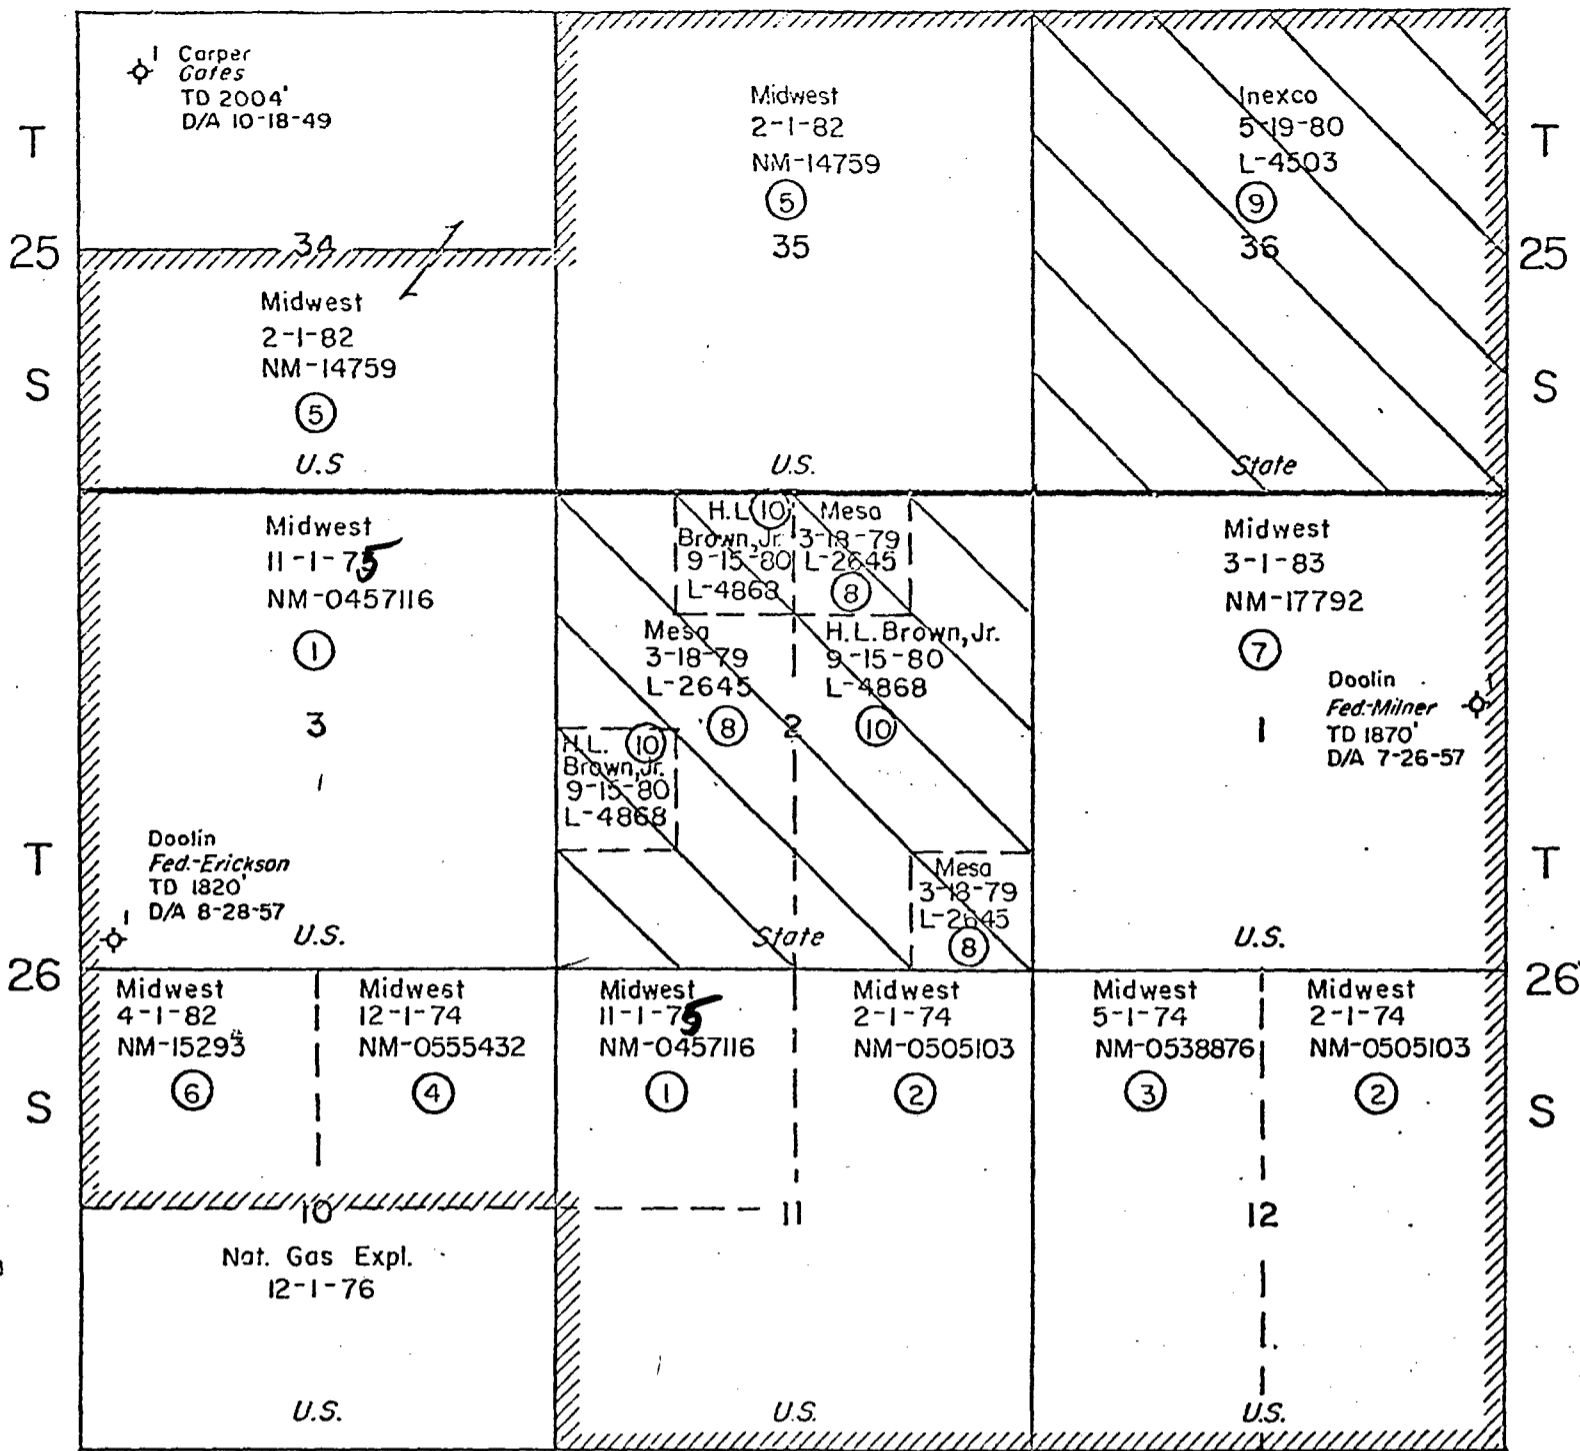 T
25
S
T
26
S
1 Carper
Gates
TD 2004'
D/A 10-18-49
34
Midwest
2-1-82
NM-14759
5
U.S
Midwest
2-1-82
NM-14759
5
35
U.S.
Inexco
5-19-80
L-4503
9
36
State
Midwest
11-1-75
NM-0457116
1
3
Doolin
Fed.-Erickson
TD 1820'
D/A 8-28-57
1
U.S.
H.L. 10
Brown, Jr.
9-15-80
L-4868
Mesa
3-18-79
L-2645
8
Mesa
3-18-79
L-2645
8
2
H.L. Brown, Jr.
9-15-80
L-4868
10
H.L. 10
Brown, Jr.
9-15-80
L-4868
Mesa
3-18-79
L-2645
8
State
Midwest
3-1-83
NM-17792
7
1
Doolin
Fed-Milner
TD 1870'
D/A 7-26-57
1
U.S.
Midwest
4-1-82
NM-15293
6
Midwest
12-1-74
NM-0555432
4
10
Nat. Gas Expl.
12-1-76
U.S.
Midwest
11-1-75
NM-0457116
1
Midwest
2-1-74
NM-0505103
2
11
U.S.
Midwest
5-1-74
NM-0538876
3
Midwest
2-1-74
NM-0505103
2
12
U.S.
T
25
S
T
26
S